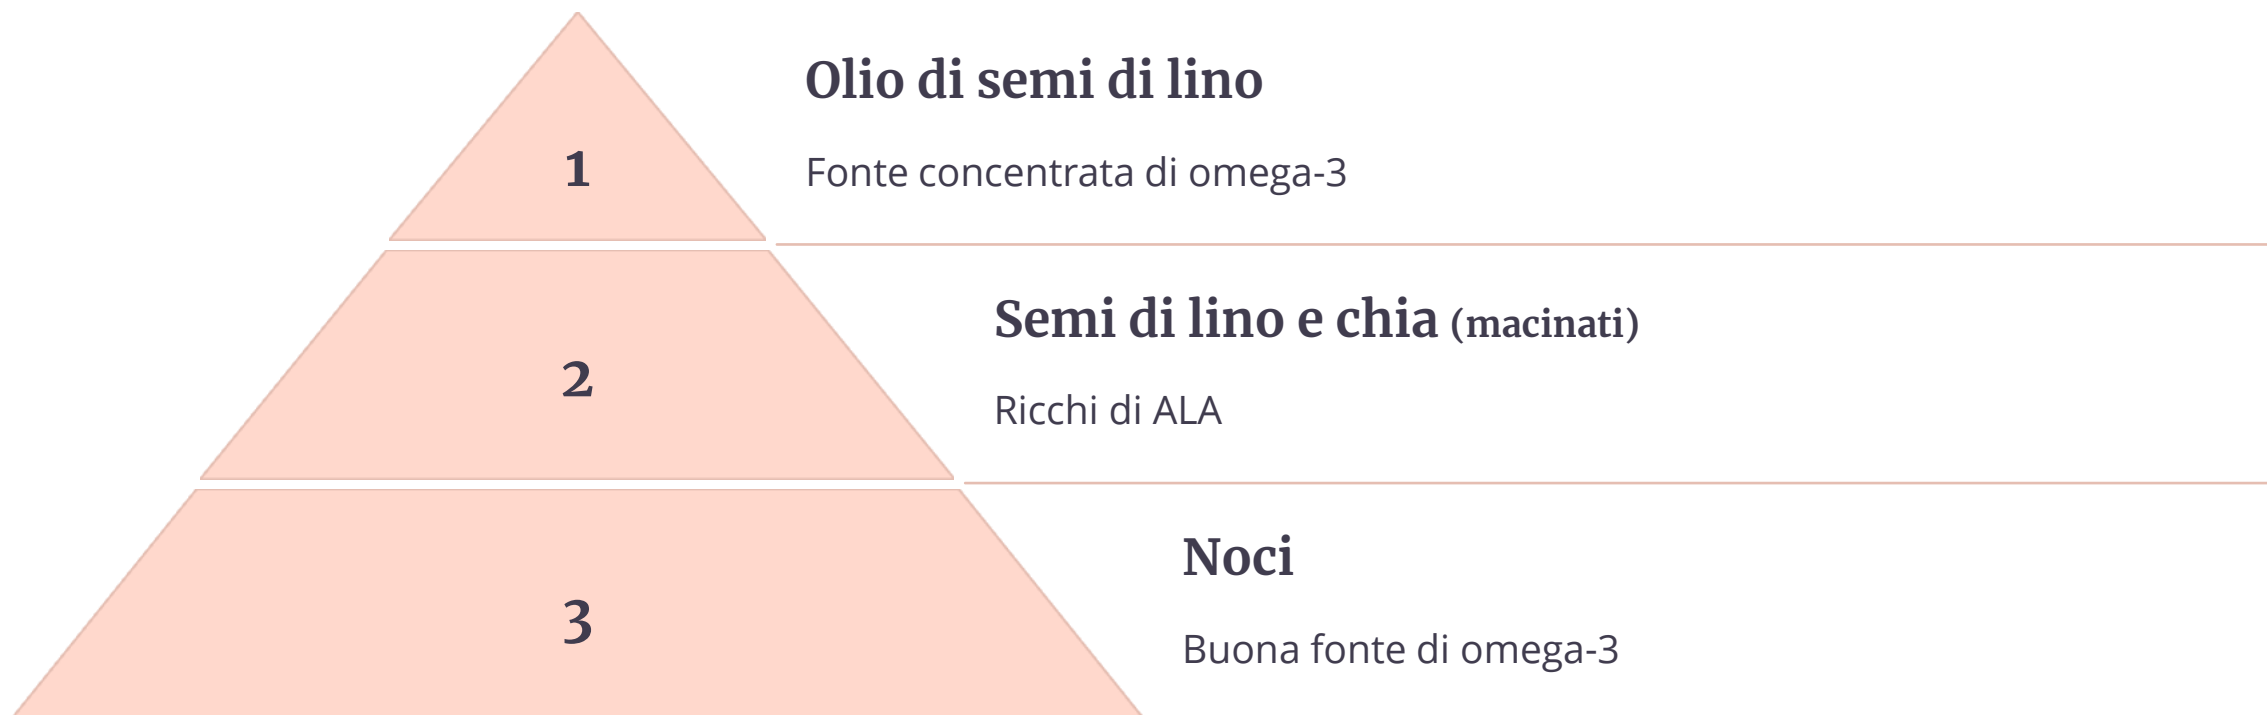 1
Olio di semi di lino
Fonte concentrata di omega-3
2
Semi di lino e chia (macinati)
Ricchi di ALA
3
Noci
Buona fonte di omega-3